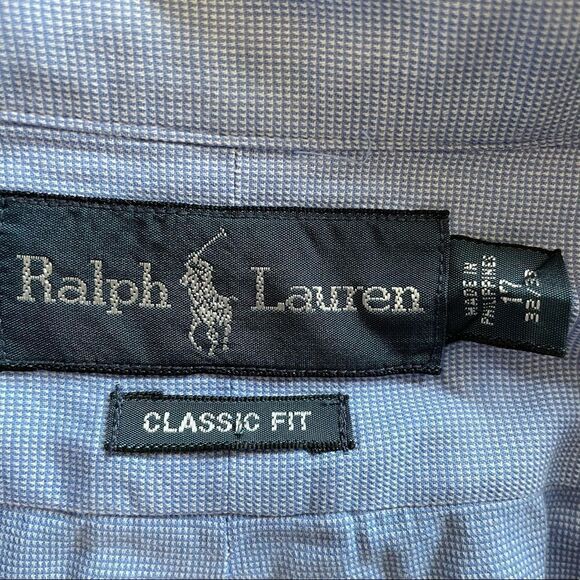 Ralph Lauren
MADE IN
PHILIPPINES
17
32/33
CLASSIC FIT